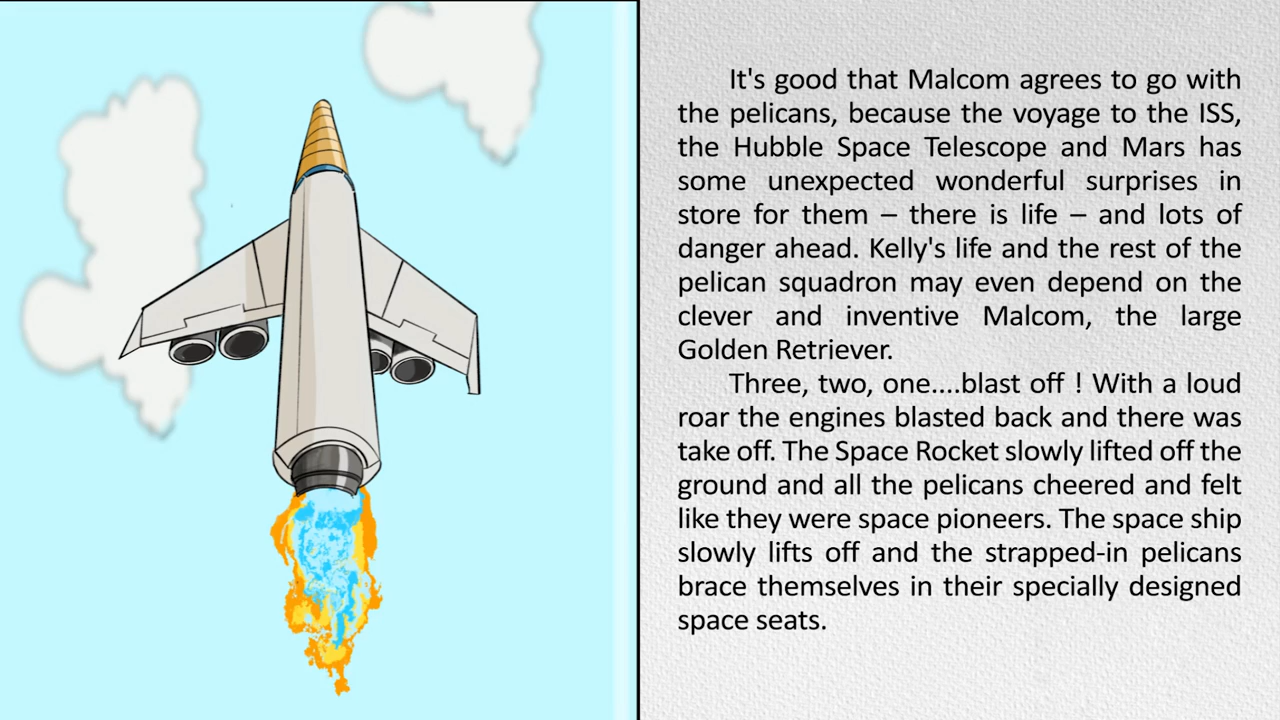 It's good that Malcom agrees to go with
the pelicans, because the voyage to the ISS,
the Hubble Space Telescope and Mars has
some unexpected wonderful surprises in
store for them – there is life – and lots of
danger ahead. Kelly's life and the rest of the
pelican squadron may even depend on the
clever and inventive Malcom, the large
Golden Retriever.
Three, two, one....blast off ! With a loud
roar the engines blasted back and there was
take off. The Space Rocket slowly lifted off the
ground and all the pelicans cheered and felt
like they were space pioneers. The space ship
slowly lifts off and the strapped-in pelicans
brace themselves in their specially designed
space seats.